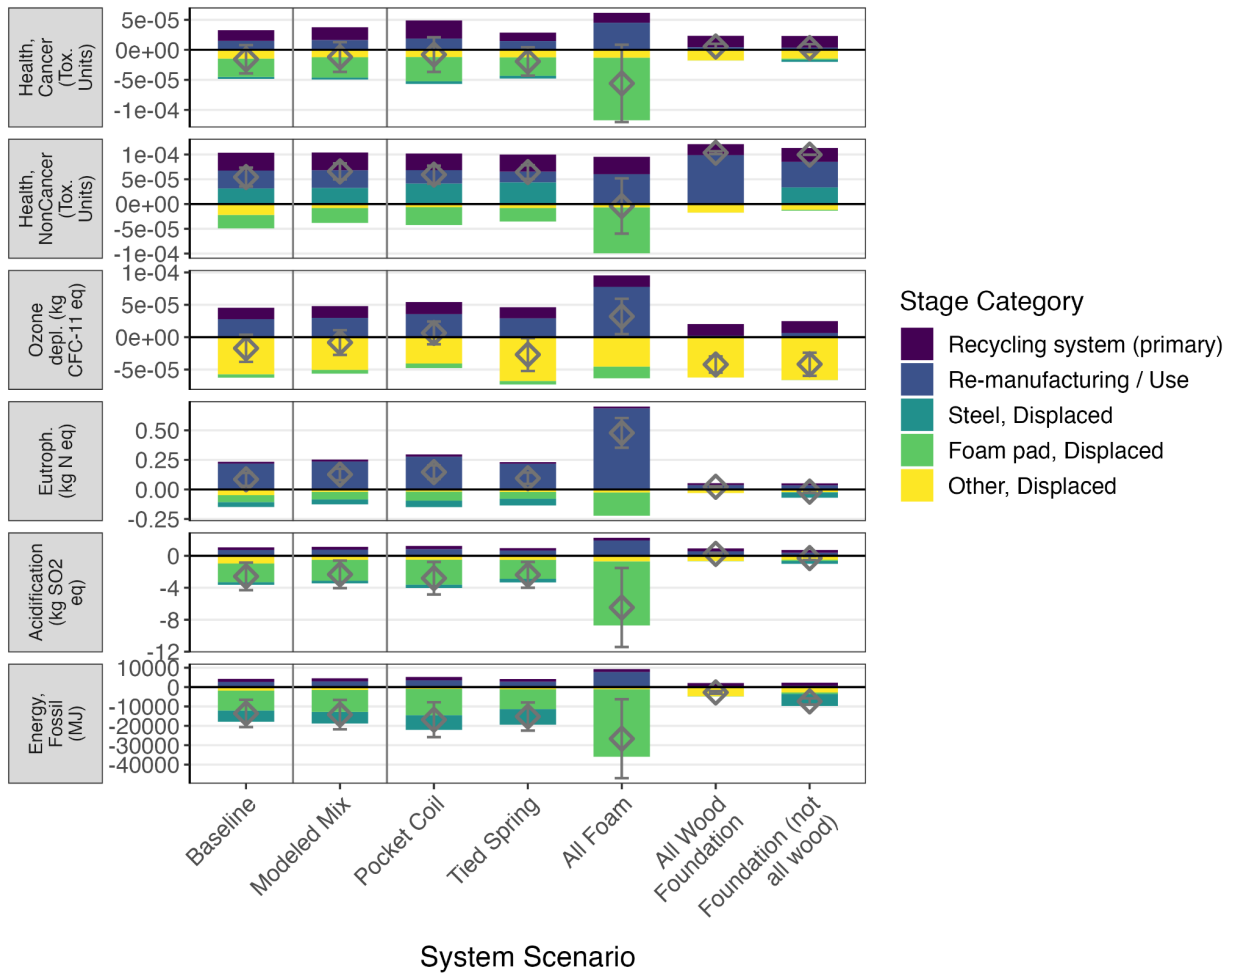 Health,
Cancer
(Tox.
Units)
5e-05
0e+00
-5e-05
-1e-04
Health,
NonCancer
(Tox.
Units)
1e-04
5e-05
0e+00
-5e-05
-1e-04
Ozone
depl. (kg
CFC-11 eq)
1e-04
5e-05
0e+00
-5e-05
Eutroph.
(kg N eq)
0.50
0.25
0.00
-0.25
Acidification
(kg SO2
eq)
0
-4
-8
-12
Energy,
Fossil
(MJ)
10000
0
-10000
-20000
-30000
-40000
Baseline
Modeled Mix
Pocket Coil
Tied Spring
All Foam
All Wood
Foundation
Foundation (not
all wood)
System Scenario
Stage Category
Recycling system (primary)
Re-manufacturing / Use
Steel, Displaced
Foam pad, Displaced
Other, Displaced